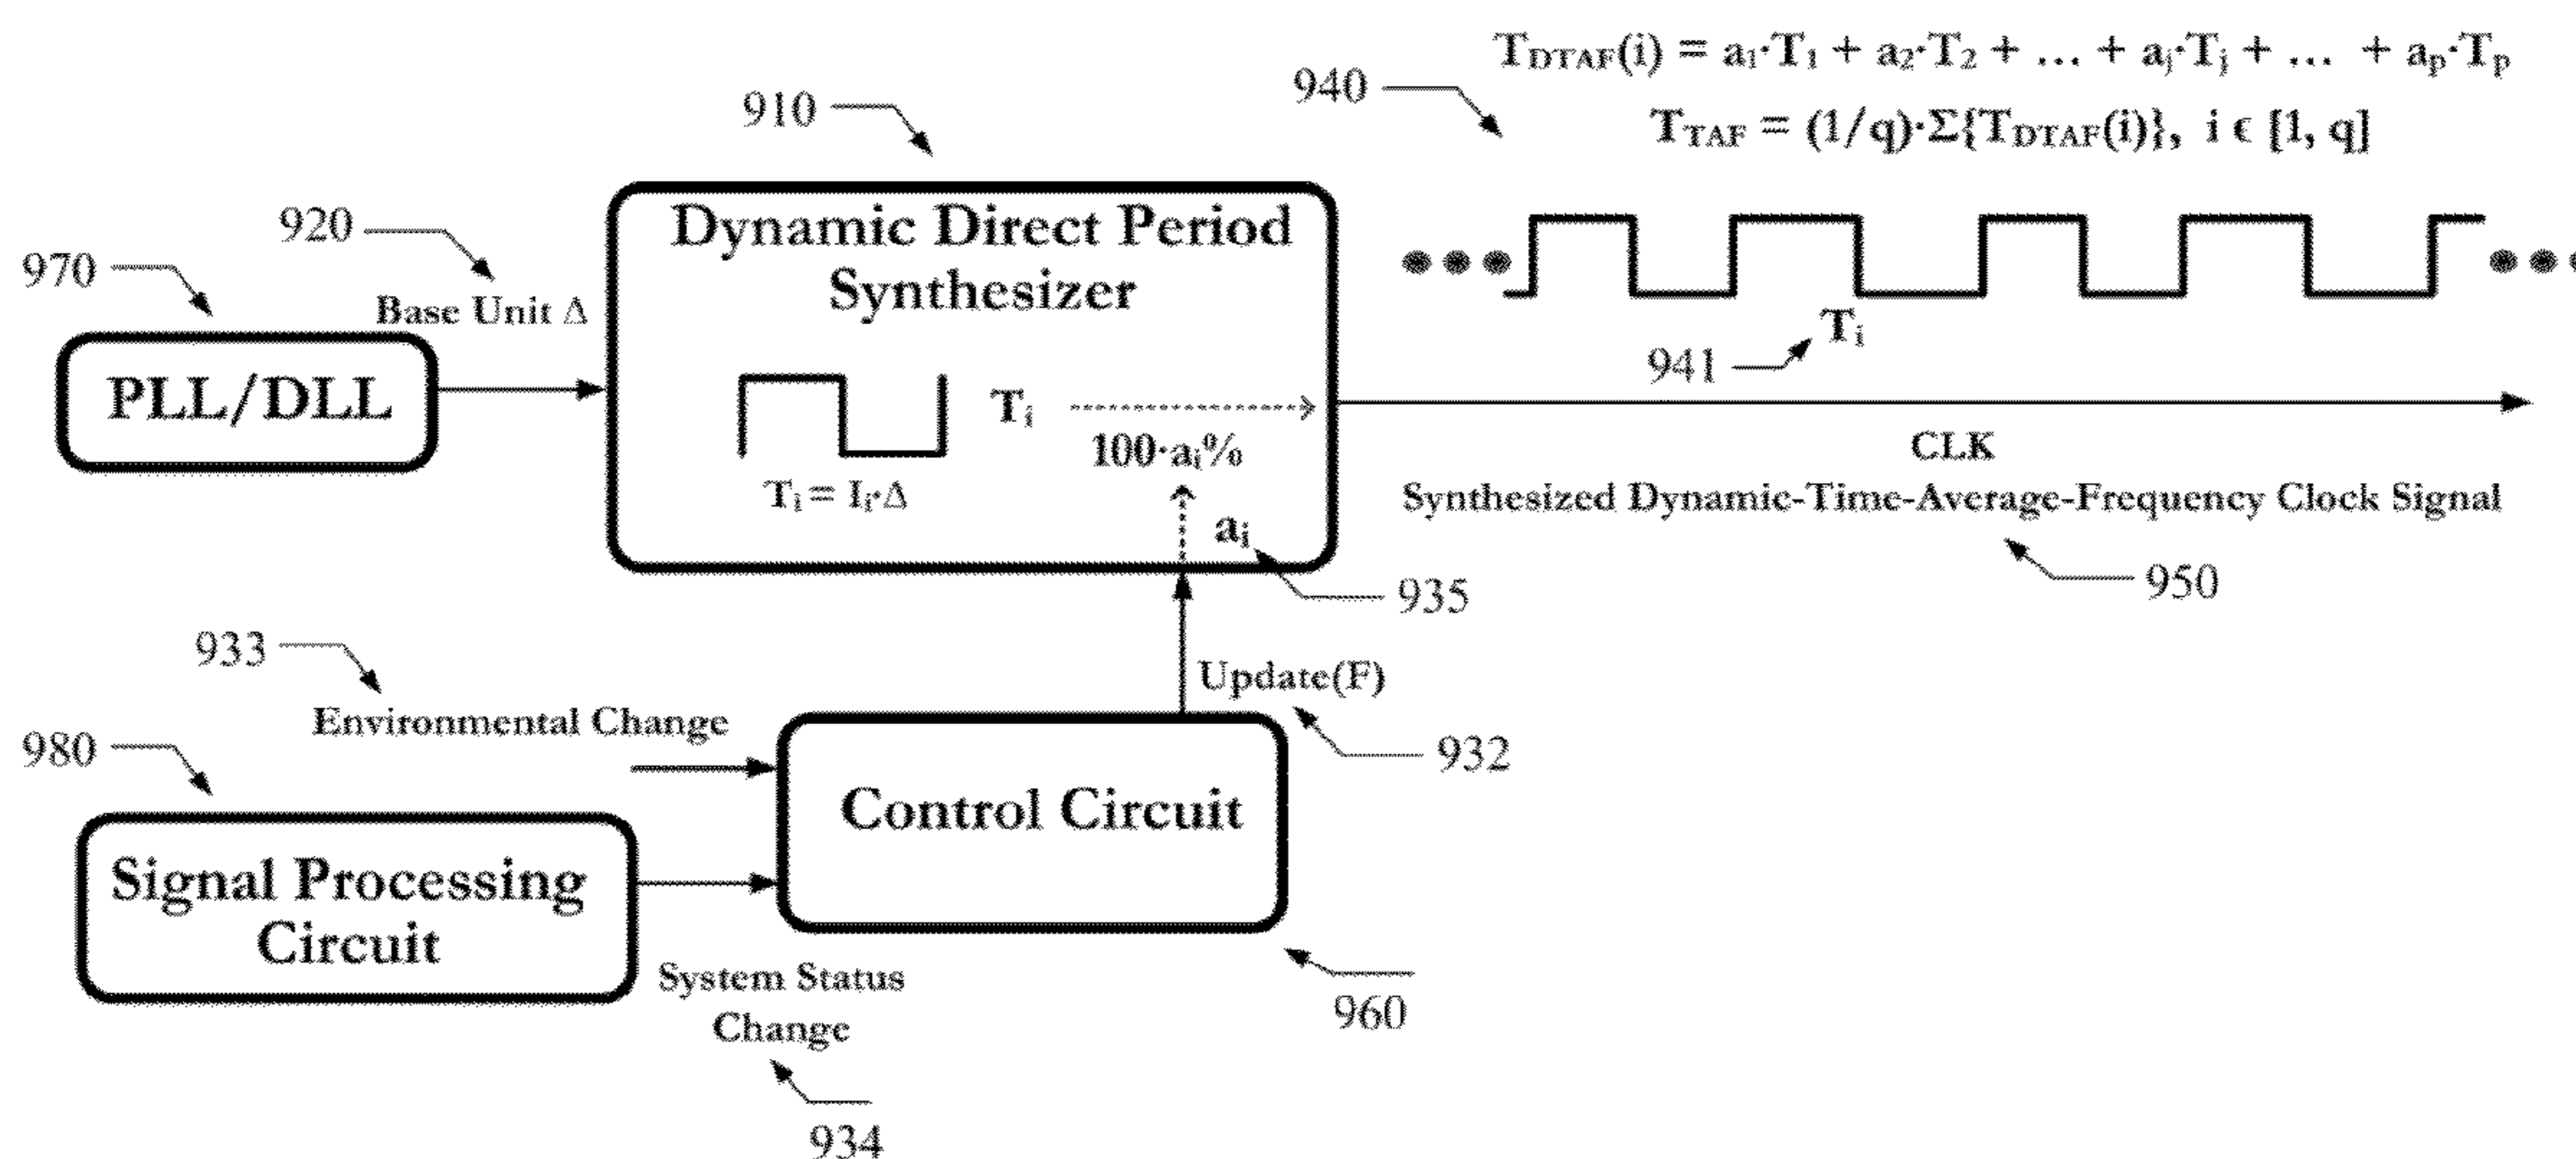 T_DTAF(i) = a₁·T₁ + a₂·T₂ + … + aⱼ·Tⱼ + … + aₚ·Tₚ
940
T_TAF = (1/q)·Σ{T_DTAF(i)}, i ϵ [1, q]
910
920
970
Base Unit Δ
PLL/DLL
Dynamic Direct Period
Synthesizer
Tᵢ
100·aᵢ%
Tᵢ = Iᵢ·Δ
aᵢ
935
Tᵢ
941
CLK
Synthesized Dynamic-Time-Average-Frequency Clock Signal
950
933
Environmental Change
Update(F)
932
980
Signal Processing
Circuit
Control Circuit
System Status
Change
960
934